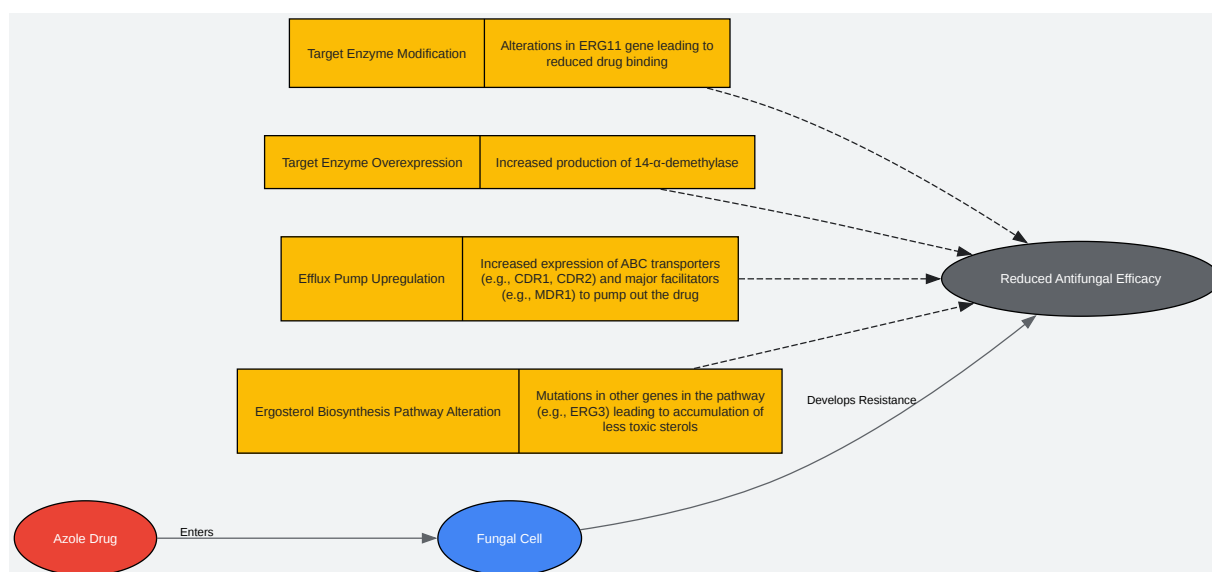 Target Enzyme Modification
Alterations in ERG11 gene leading to
reduced drug binding
Target Enzyme Overexpression
Increased production of 14-α-demethylase
Efflux Pump Upregulation
Increased expression of ABC transporters
(e.g., CDR1, CDR2) and major facilitators
(e.g., MDR1) to pump out the drug
Reduced Antifungal Efficacy
Ergosterol Biosynthesis Pathway Alteration
Mutations in other genes in the pathway
(e.g., ERG3) leading to accumulation of
less toxic sterols
Develops Resistance
Azole Drug
Enters
Fungal Cell